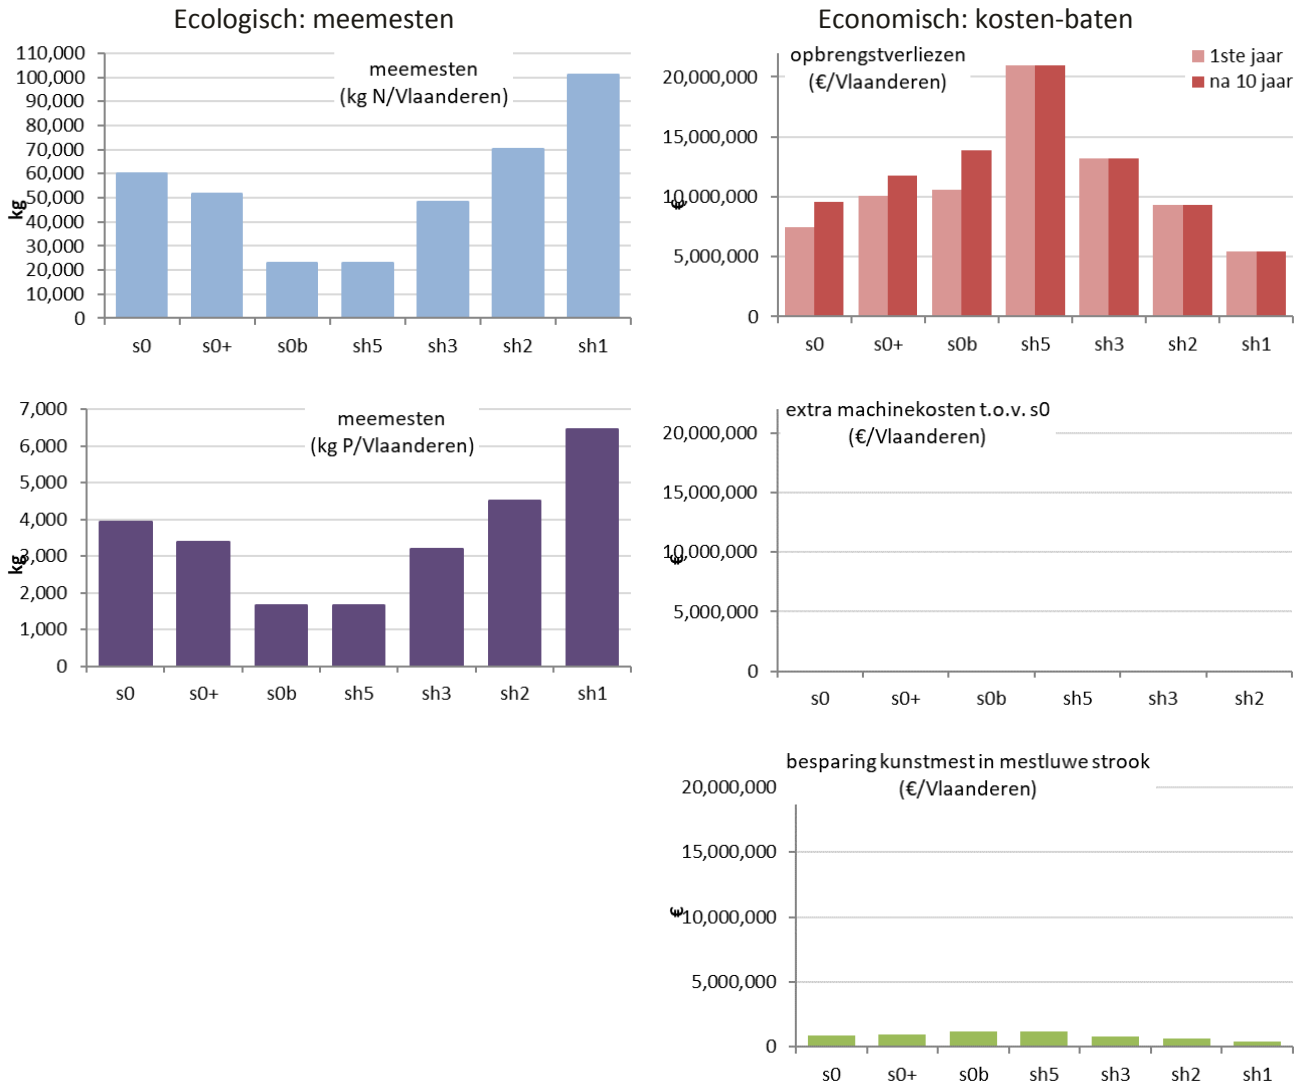 Ecologisch: meemesten
meemesten
(kg N/Vlaanderen)
110,000
100,000
90,000
80,000
70,000
60,000
50,000
40,000
30,000
20,000
10,000
0
kg
s0 s0+ s0b sh5 sh3 sh2 sh1
meemesten
(kg P/Vlaanderen)
7,000
6,000
5,000
4,000
3,000
2,000
1,000
0
kg
s0 s0+ s0b sh5 sh3 sh2 sh1
Economisch: kosten-baten
opbrengstverliezen
(€/Vlaanderen)
1ste jaar
na 10 jaar
20,000,000
15,000,000
10,000,000
5,000,000
0
€
s0 s0+ s0b sh5 sh3 sh2 sh1
extra machinekosten t.o.v. s0
(€/Vlaanderen)
20,000,000
15,000,000
10,000,000
5,000,000
0
€
s0 s0+ s0b sh5 sh3 sh2
besparing kunstmest in mestluwe strook
(€/Vlaanderen)
20,000,000
15,000,000
10,000,000
5,000,000
0
€
s0 s0+ s0b sh5 sh3 sh2 sh1